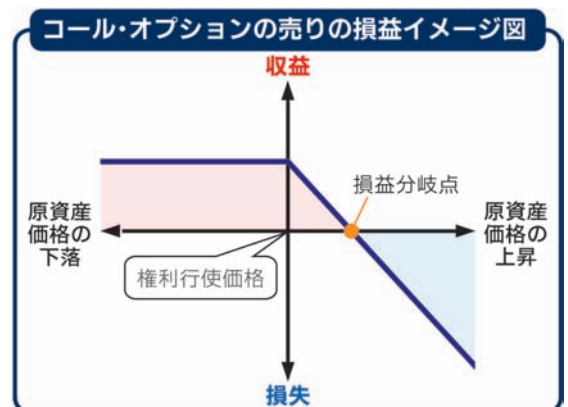 コール・オプションの売りの損益イメージ図
収益
損益分岐点
原資産
価格の
下落
原資産
価格の
上昇
権利行使価格
損失